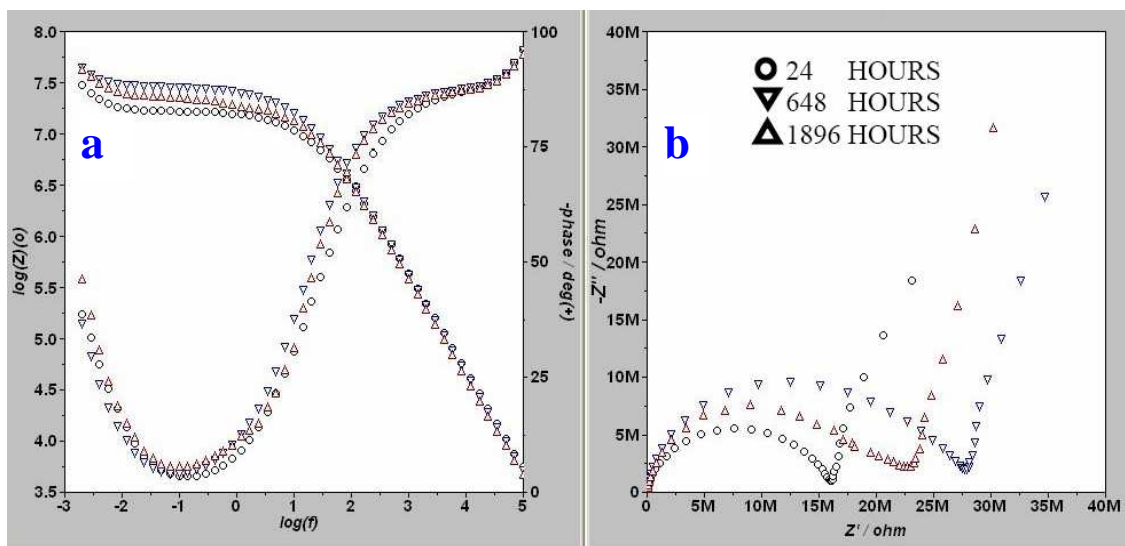 8.0
7.5
7.0
6.5
6.0
5.5
5.0
4.5
4.0
3.5
log(Z)(o)
a
-3
-2
-1
0
1
2
3
4
5
log(f)
100
75
50
25
0
-phase / deg(+)
40M
35M
30M
25M
20M
15M
10M
5M
0
-Z'' / ohm
b
24 HOURS
648 HOURS
1896 HOURS
0
5M
10M
15M
20M
25M
30M
35M
40M
Z' / ohm